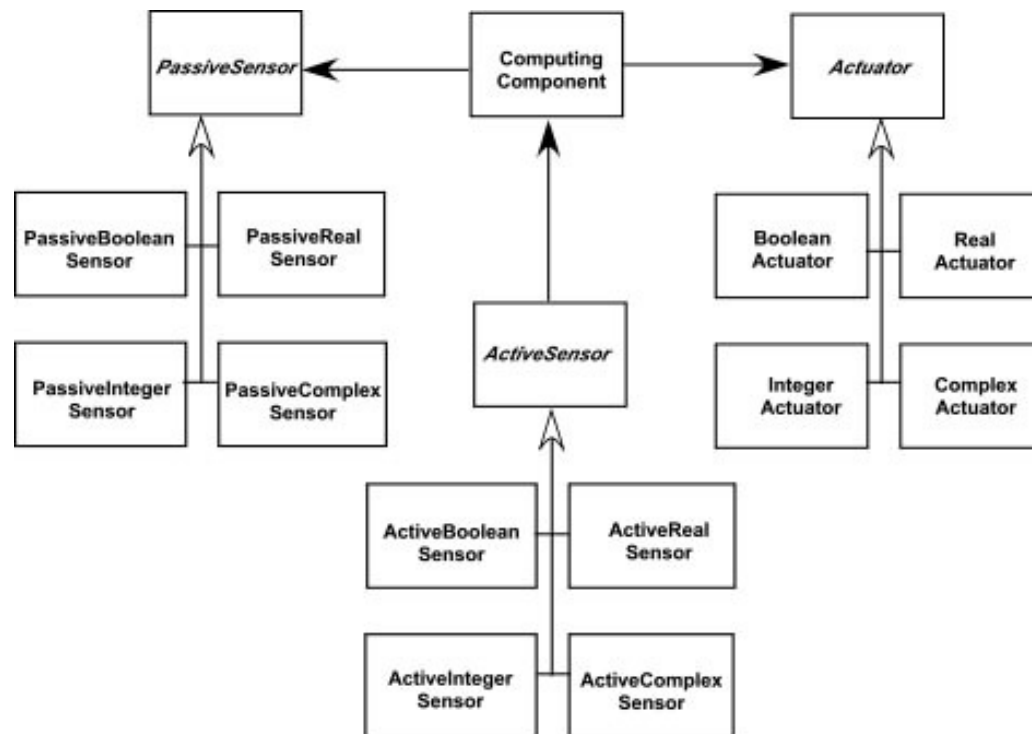 PassiveSensor
Computing
Component
Actuator
PassiveBoolean
Sensor
PassiveReal
Sensor
Boolean
Actuator
Real
Actuator
ActiveSensor
PassiveInteger
Sensor
PassiveComplex
Sensor
Integer
Actuator
Complex
Actuator
ActiveBoolean
Sensor
ActiveReal
Sensor
ActiveInteger
Sensor
ActiveComplex
Sensor